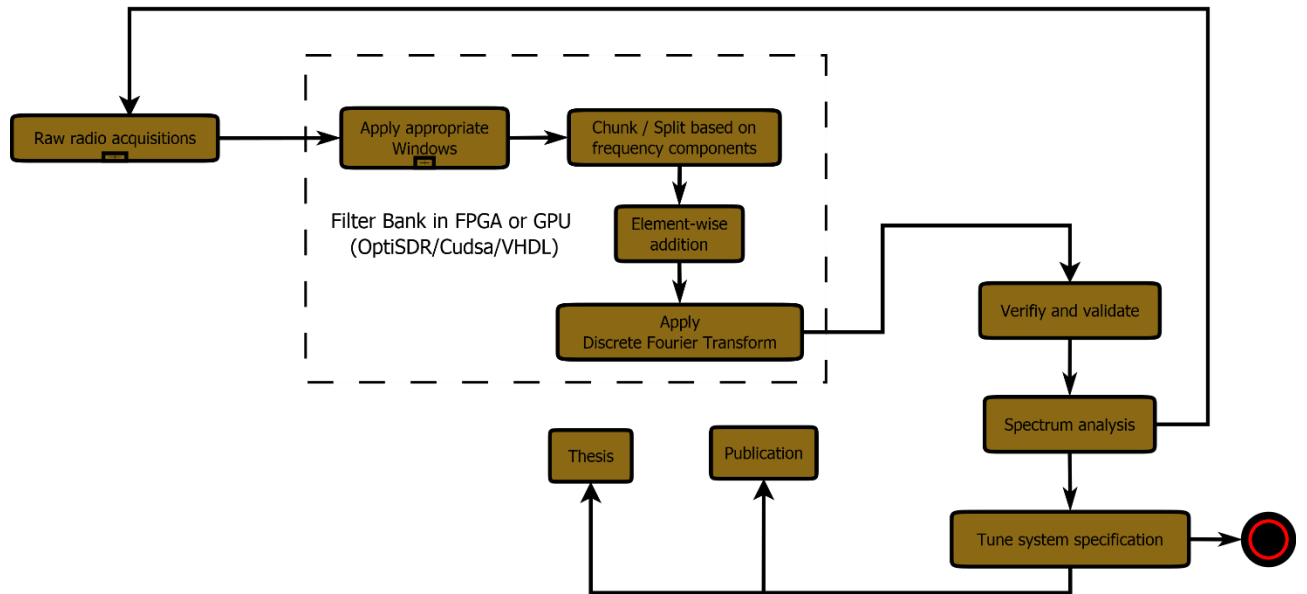 Raw radio acquisitions
Apply appropriate
Windows
Chunk / Split based on
frequency components
Filter Bank in FPGA or GPU
(OptiSDR/Cudsa/VHDL)
Element-wise
addition
Apply
Discrete Fourier Transform
Verifiy and validate
Spectrum analysis
Thesis
Publication
Tune system specification